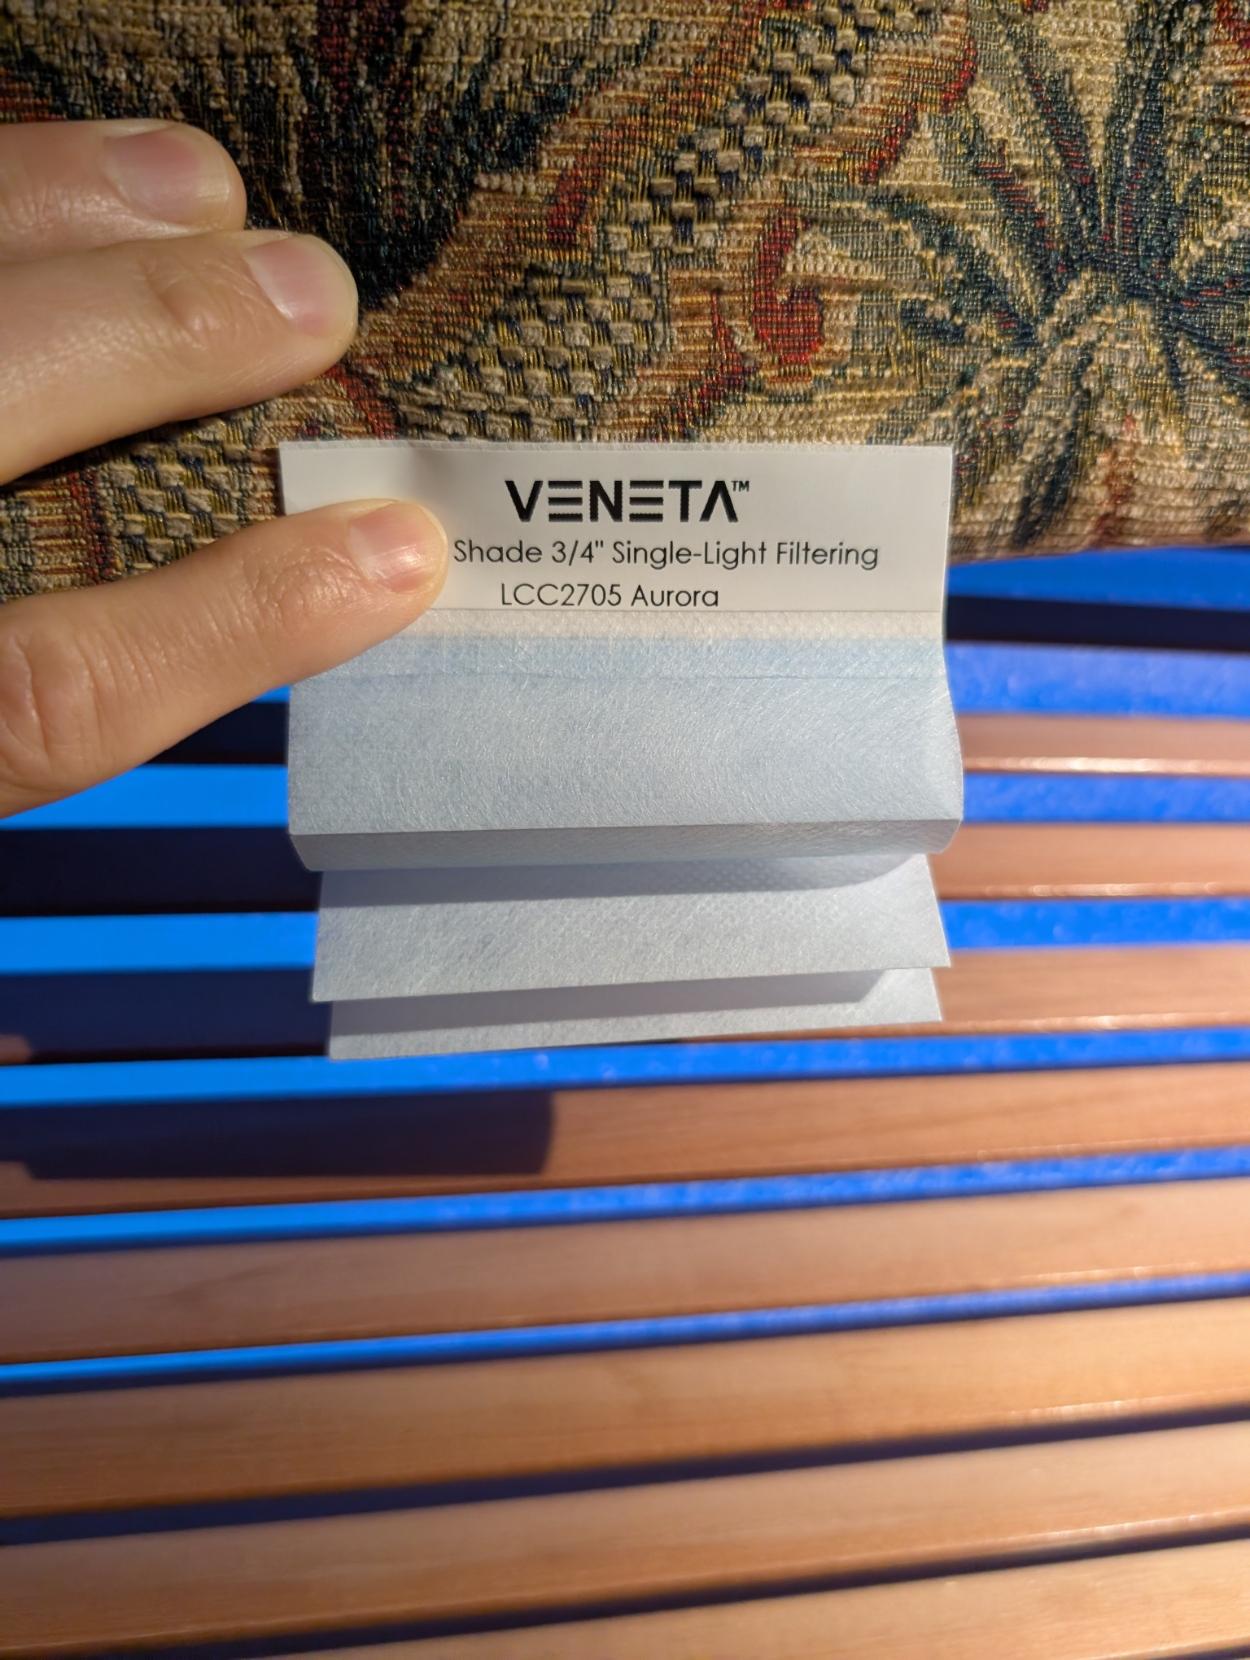 VENETA™
Shade 3/4" Single-Light Filtering
LCC2705 Aurora